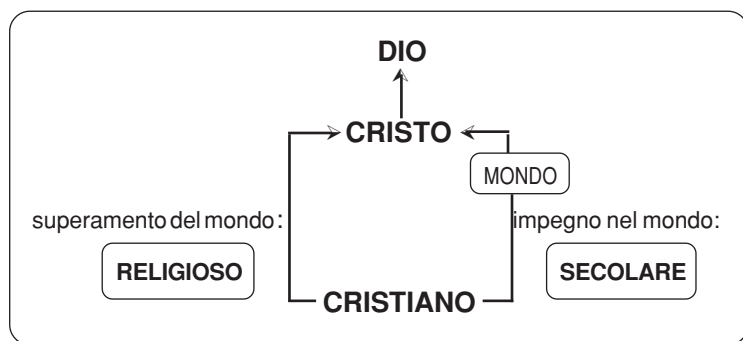 DIO
CRISTO
MONDO
superamento del mondo: impegno nel mondo:
RELIGIOSO SECOLARE
CRISTIANO